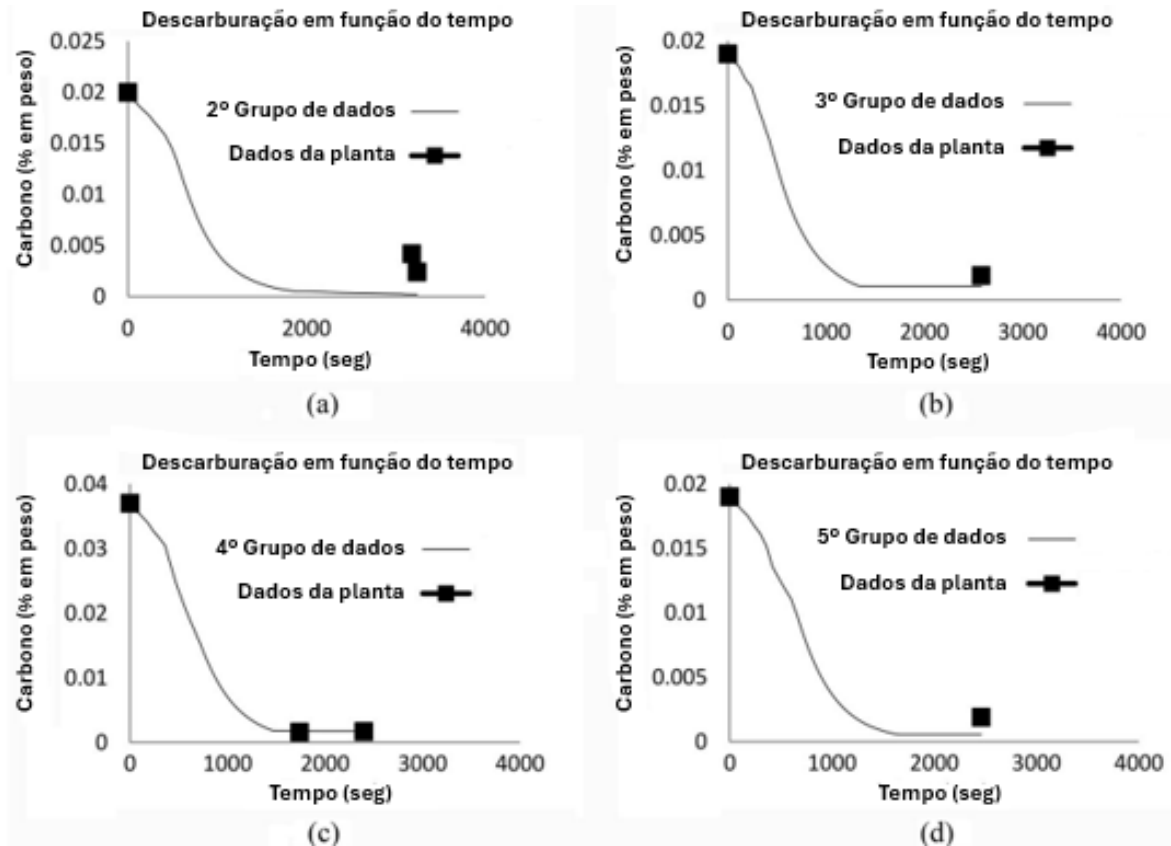 Descarburação em função do tempo
Carbono (% em peso)
0.025
0.02
0.015
0.01
0.005
0
2º Grupo de dados
Dados da planta
0 2000 4000
Tempo (seg)
(a)
Descarburação em função do tempo
Carbono (% em peso)
0.02
0.015
0.01
0.005
0
3º Grupo de dados
Dados da planta
0 1000 2000 3000 4000
Tempo (seg)
(b)
Descarburação em função do tempo
Carbono (% em peso)
0.04
0.03
0.02
0.01
0
4º Grupo de dados
Dados da planta
0 1000 2000 3000 4000
Tempo (seg)
(c)
Descarburação em função do tempo
Carbono (% em peso)
0.02
0.015
0.01
0.005
0
5º Grupo de dados
Dados da planta
0 1000 2000 3000 4000
Tempo (seg)
(d)